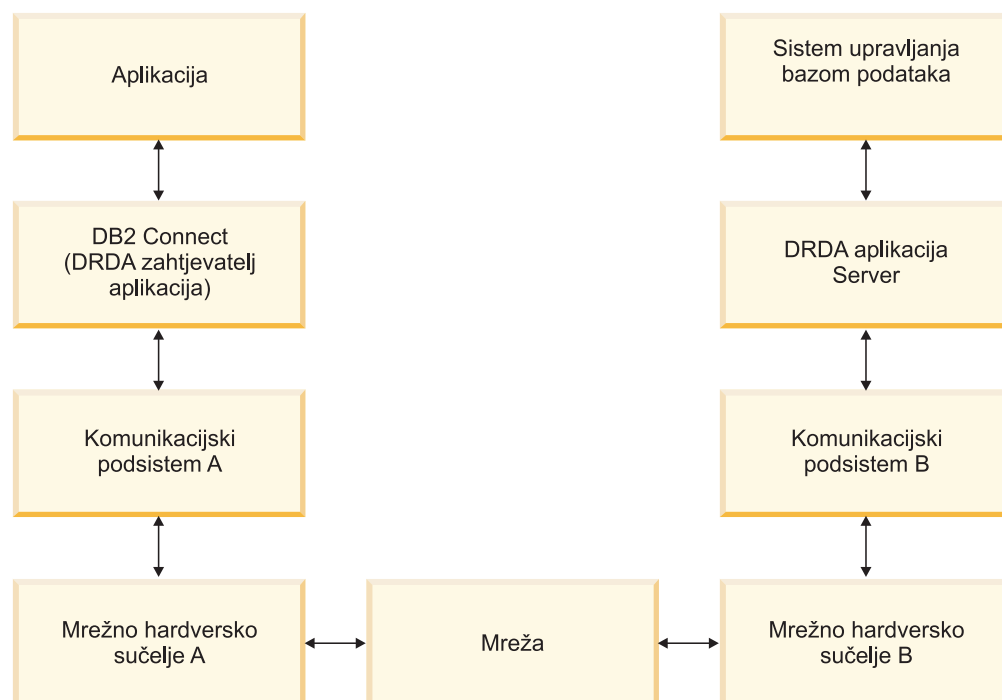 Aplikacija
Sistem upravljanja
bazom podataka
DB2 Connect
(DRDA zahtjevatelj
aplikacija)
DRDA aplikacija
Server
Komunikacijski
podsistem A
Komunikacijski
podsistem B
Mrežno hardversko
sučelje A
Mreža
Mrežno hardversko
sučelje B